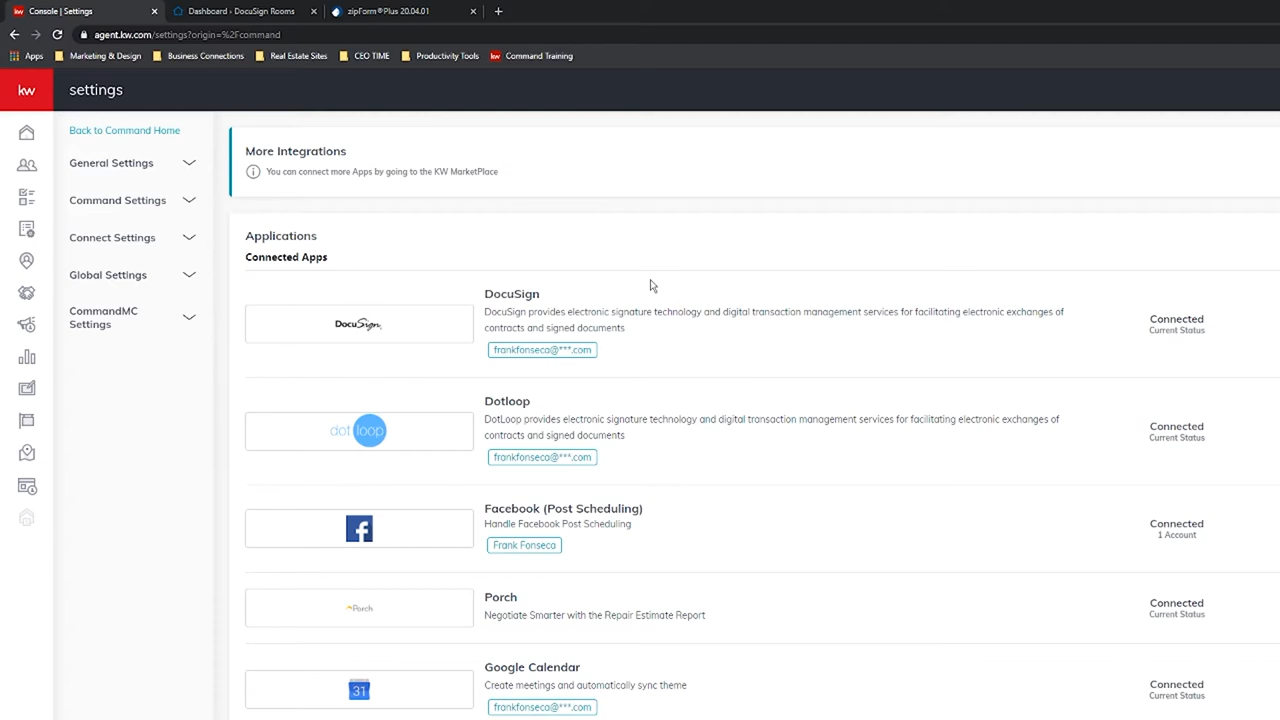 Console | Settings
Dashboard › DocuSign Rooms
zipForm®Plus 20.04.01
agent.kw.com/settings?origin=%2Fcommand
Apps
Marketing & Design
Business Connections
Real Estate Sites
CEO TIME
Productivity Tools
kw Command Training
kw
settings
Back to Command Home
General Settings
Command Settings
Connect Settings
Global Settings
CommandMC
Settings
More Integrations
You can connect more Apps by going to the KW MarketPlace
Applications
Connected Apps
DocuSign
DocuSign
DocuSign provides electronic signature technology and digital transaction management services for facilitating electronic exchanges of
contracts and signed documents
frankfonseca@***.com
Connected
Current Status
dotloop
Dotloop
DotLoop provides electronic signature technology and digital transaction management services for facilitating electronic exchanges of
contracts and signed documents
frankfonseca@***.com
Connected
Current Status
Facebook (Post Scheduling)
Handle Facebook Post Scheduling
Frank Fonseca
Connected
1 Account
Porch
Porch
Negotiate Smarter with the Repair Estimate Report
Connected
Current Status
31
Google Calendar
Create meetings and automatically sync theme
frankfonseca@***.com
Connected
Current Status